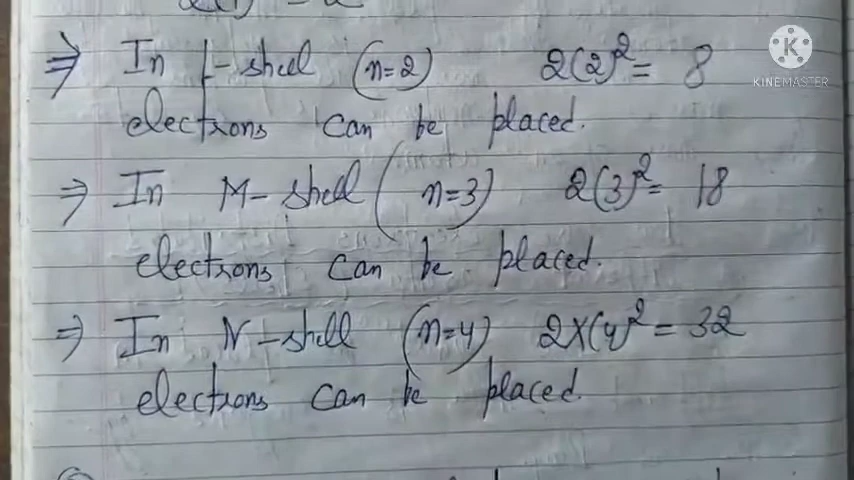 ⇒ In L-shell (n=2) 2(2)² = 8
electrons can be placed.
⇒ In M-shell (n=3) 2(3)² = 18
electrons can be placed.
⇒ In N-shell (n=4) 2×(4)² = 32
electrons can be placed.
K
KINEMASTER